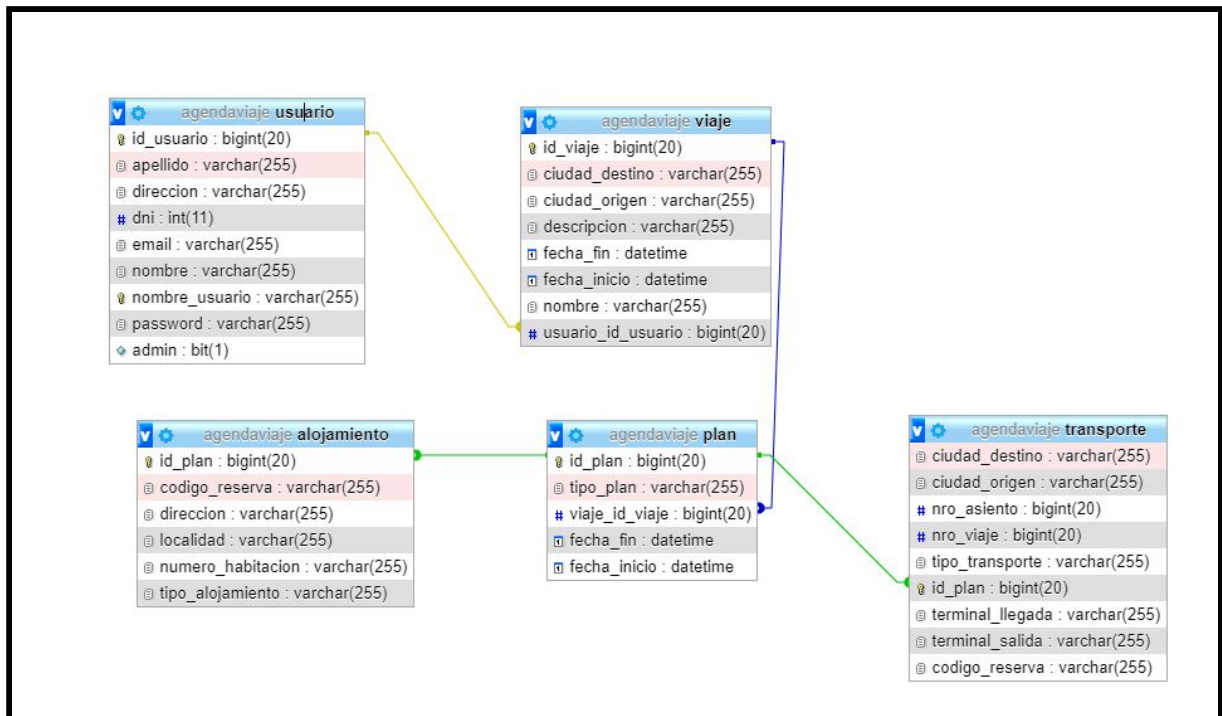 agendaviaje usuario
id_usuario : bigint(20)
apellido : varchar(255)
direccion : varchar(255)
# dni : int(11)
email : varchar(255)
nombre : varchar(255)
nombre_usuario : varchar(255)
password : varchar(255)
admin : bit(1)
agendaviaje viaje
id_viaje : bigint(20)
ciudad_destino : varchar(255)
ciudad_origen : varchar(255)
descripcion : varchar(255)
fecha_fin : datetime
fecha_inicio : datetime
nombre : varchar(255)
# usuario_id_usuario : bigint(20)
agendaviaje alojamiento
id_plan : bigint(20)
codigo_reserva : varchar(255)
direccion : varchar(255)
localidad : varchar(255)
numero_habitacion : varchar(255)
tipo_alojamiento : varchar(255)
agendaviaje plan
id_plan : bigint(20)
tipo_plan : varchar(255)
# viaje_id_viaje : bigint(20)
fecha_fin : datetime
fecha_inicio : datetime
agendaviaje transporte
ciudad_destino : varchar(255)
ciudad_origen : varchar(255)
# nro_asiento : bigint(20)
# nro_viaje : bigint(20)
tipo_transporte : varchar(255)
id_plan : bigint(20)
terminal_llegada : varchar(255)
terminal_salida : varchar(255)
codigo_reserva : varchar(255)